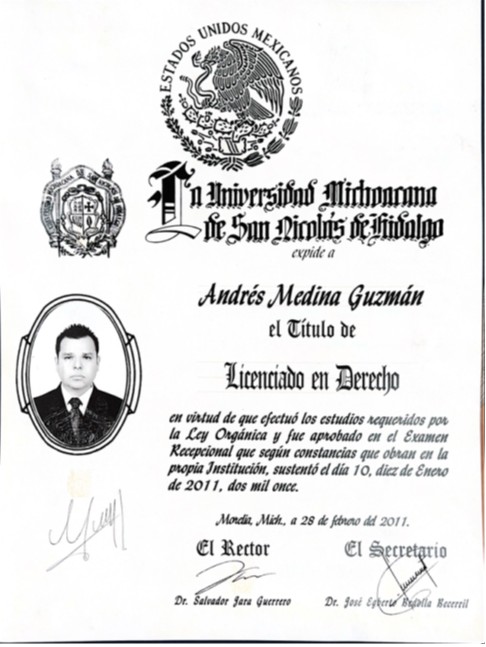 ESTADOS UNIDOS MEXICANOS
La Universidad Michoacana
de San Nicolás de Hidalgo
expide a
Andrés Medina Guzmán
el Título de
Licenciado en Derecho
en virtud de que efectuó los estudios requeridos por
la Ley Orgánica y fue aprobado en el Examen
Recepcional que según constancias que obran en la
propia Institución, sustentó el día 10, diez de Enero
de 2011, dos mil once.
Morelia, Mich., a 28 de febrero del 2011.
El Rector
El Secretario
Dr. Salvador Jara Guerrero
Dr. José Egberto Bedolla Becerril